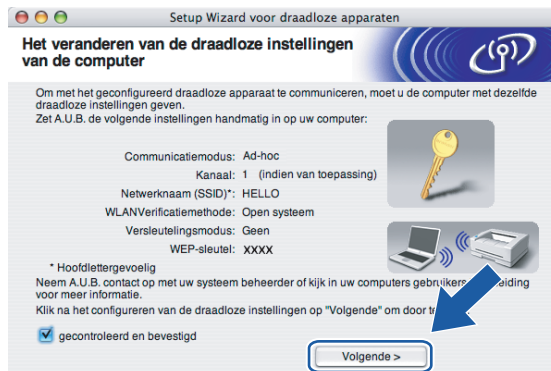 Setup Wizard voor draadloze apparaten
Het veranderen van de draadloze instellingen
van de computer
Om met het geconfigureerd draadloze apparaat te communiceren, moet u de computer met dezelfde
draadloze instellingen geven.
Zet A.U.B. de volgende instellingen handmatig in op uw computer:
Communicatiemodus: Ad-hoc
Kanaal: 1 (indien van toepassing)
Netwerknaam (SSID)*: HELLO
WLANVerificatiemethode: Open systeem
Versleutelingsmodus: Geen
WEP-sleutel: XXXX
* Hoofdlettergevoelig
Neem A.U.B. contact op met uw systeem beheerder of kijk in uw computers
voor meer informatie.
Klik na het configureren van de draadloze instellingen op "Volgende" om door
gecontroleerd en bevestigd
Volgende >